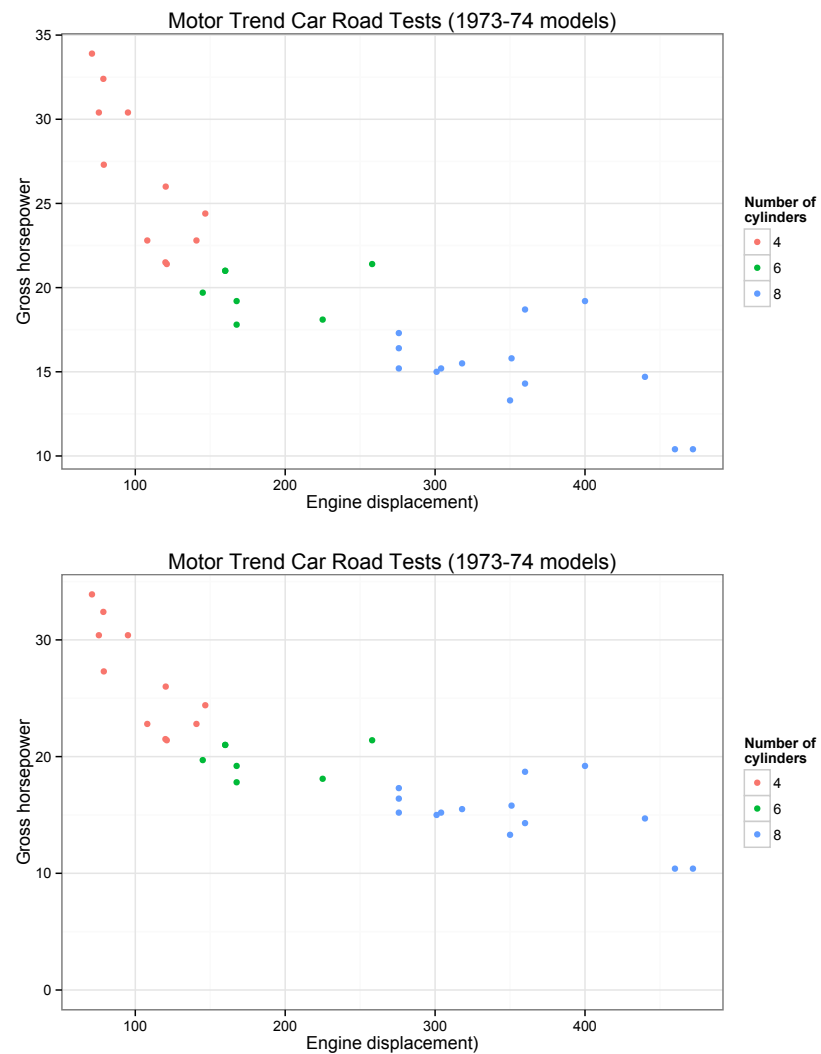 Motor Trend Car Road Tests (1973-74 models)
35
30
25
20
15
10
Gross horsepower
100 200 300 400
Engine displacement)
Number of
cylinders
4
6
8
Motor Trend Car Road Tests (1973-74 models)
30
20
10
0
Gross horsepower
100 200 300 400
Engine displacement)
Number of
cylinders
4
6
8